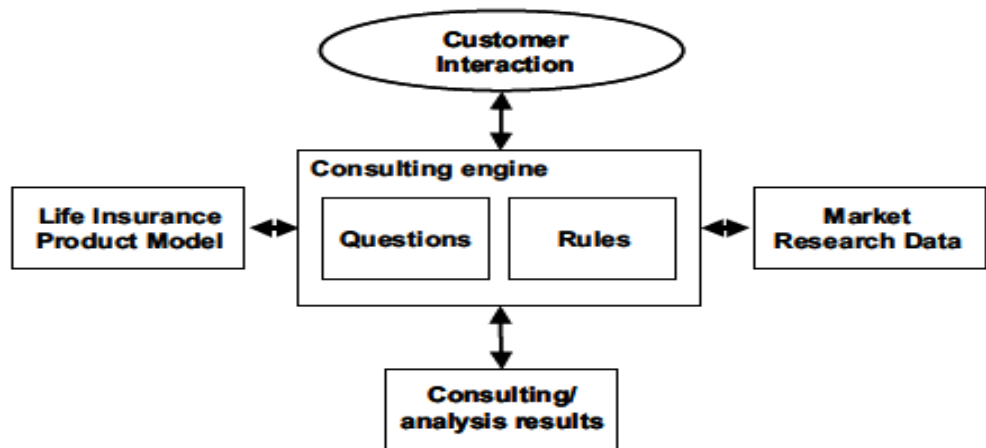 Customer
Interaction
Consulting engine
Life Insurance
Product Model
Questions
Rules
Market
Research Data
Consulting/
analysis results